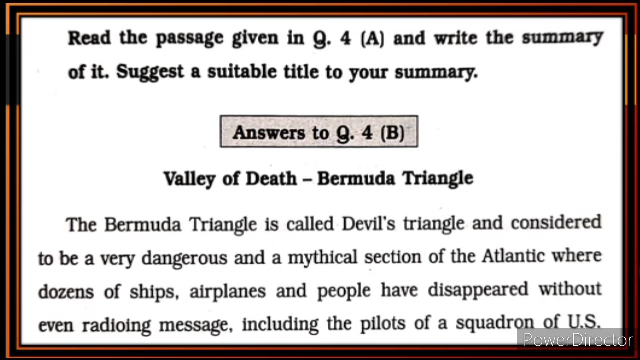 Read the passage given in Q. 4 (A) and write the summary
of it. Suggest a suitable title to your summary.
Answers to Q. 4 (B)
Valley of Death – Bermuda Triangle
The Bermuda Triangle is called Devil's triangle and considered
to be a very dangerous and a mythical section of the Atlantic where
dozens of ships, airplanes and people have disappeared without
even radioing message, including the pilots of a squadron of U.S.
PowerDirector